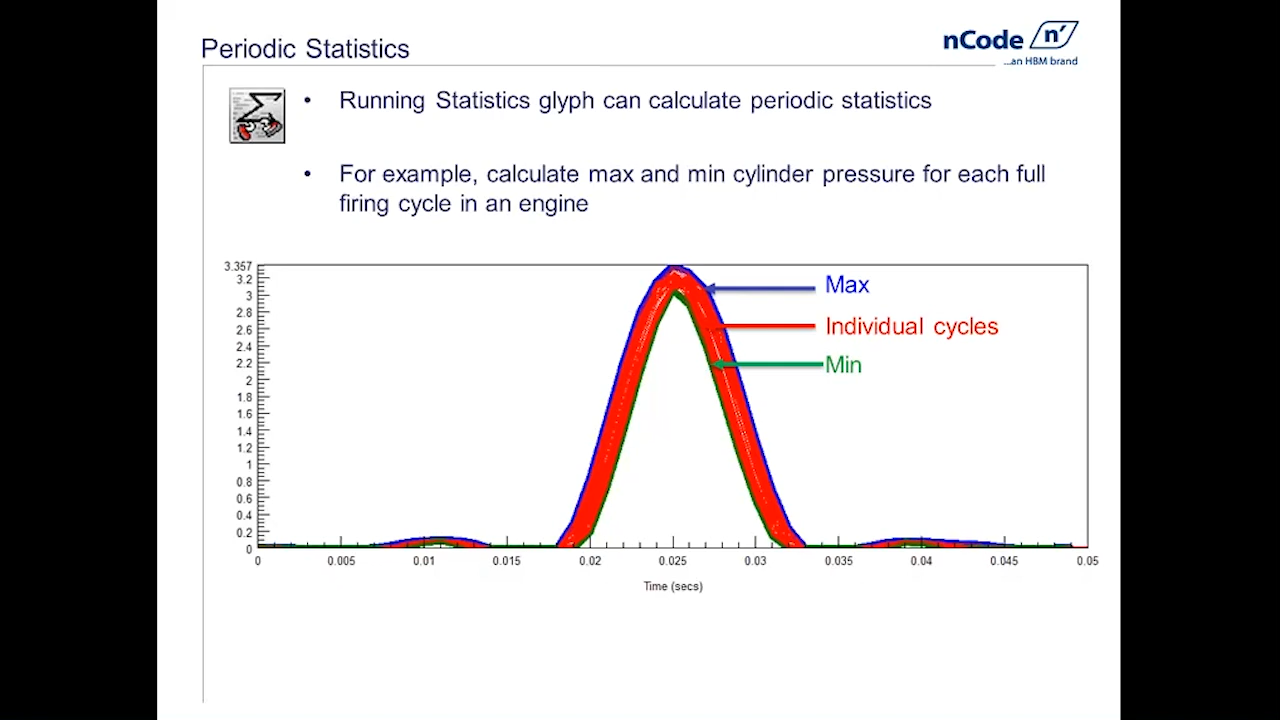 Periodic Statistics
nCode n'
...an HBM brand
• Running Statistics glyph can calculate periodic statistics
• For example, calculate max and min cylinder pressure for each full
firing cycle in an engine
3.357
3.2
3
2.8
2.6
2.4
2.2
2
1.8
1.6
1.4
1.2
1
0.8
0.6
0.4
0.2
0
Max
Individual cycles
Min
0 0.005 0.01 0.015 0.02 0.025 0.03 0.035 0.04 0.045 0.05
Time (secs)